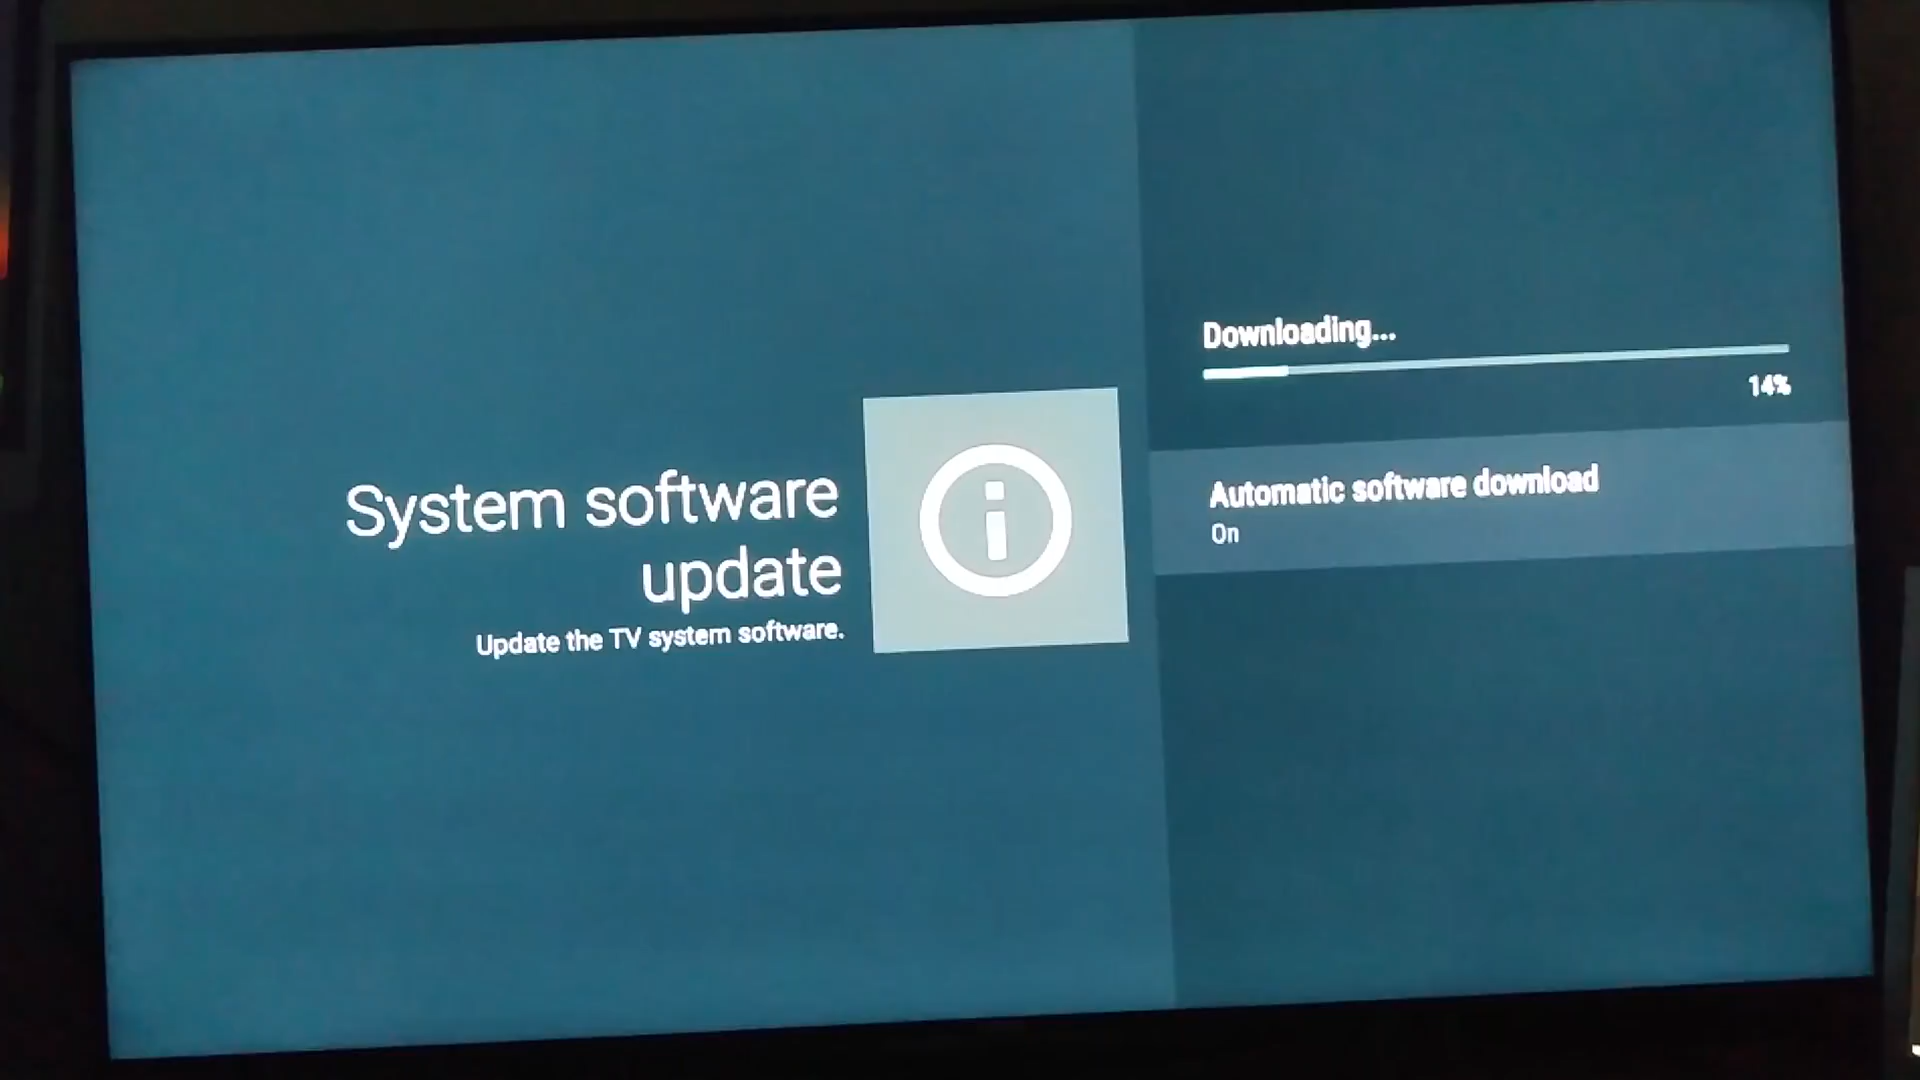 System software
update
Update the TV system software.
Downloading...
14%
Automatic software download
On